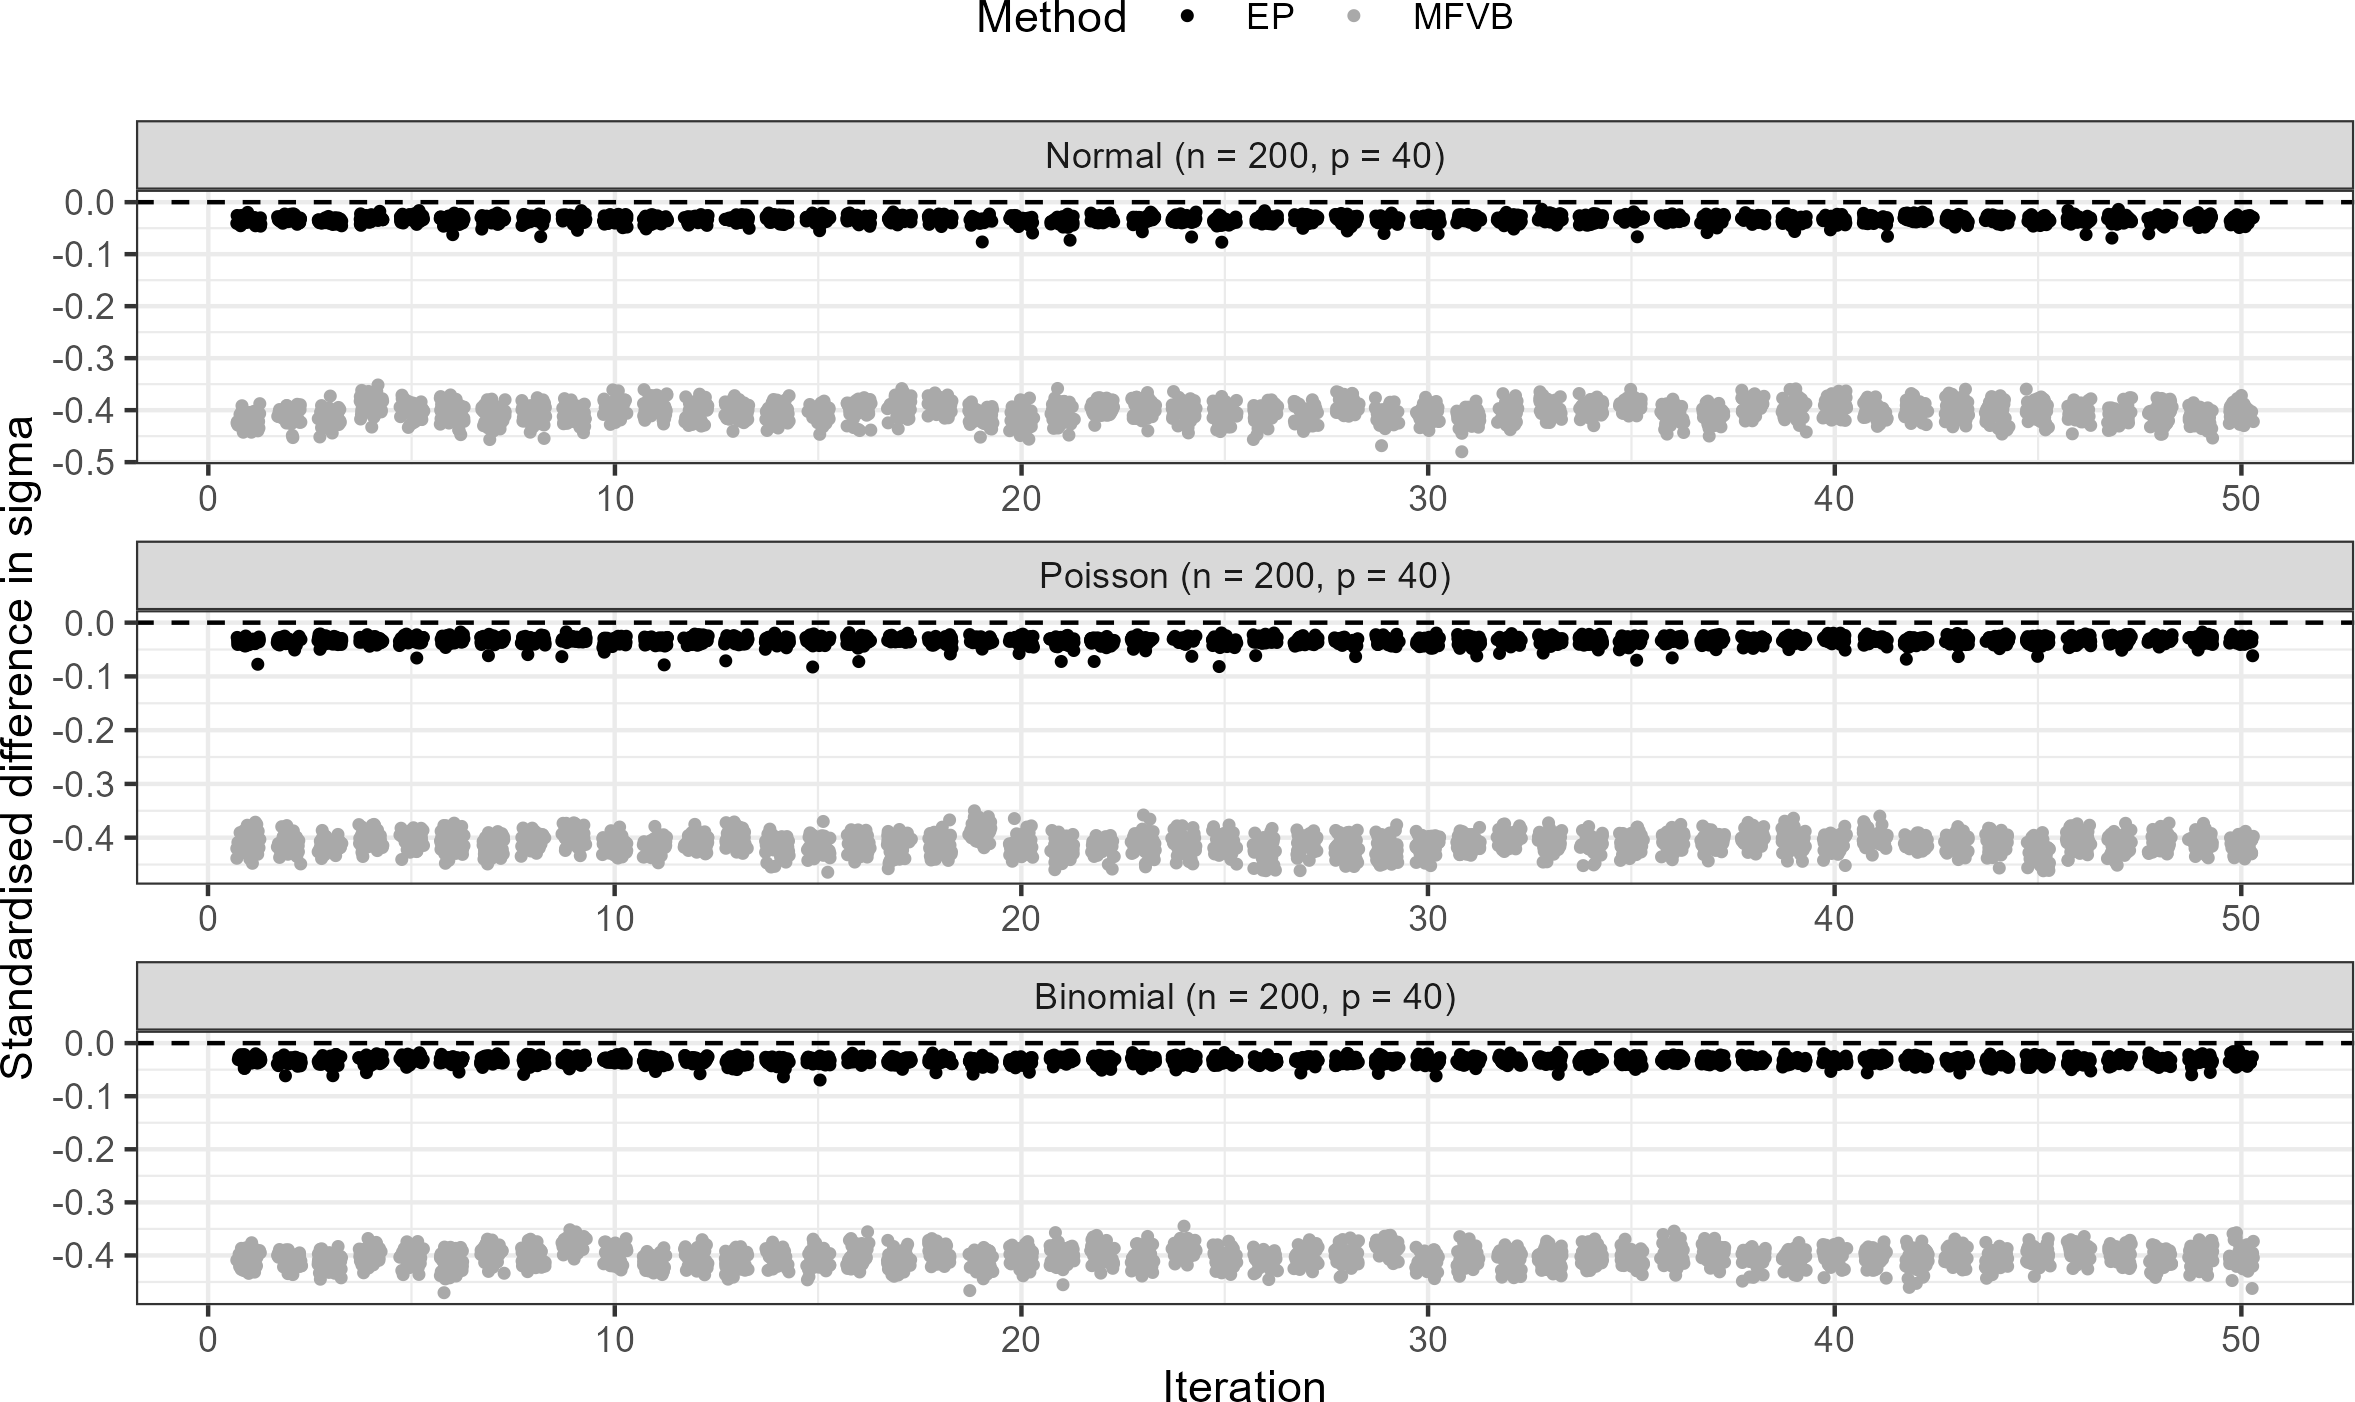 Method EP MFVB
Standardised difference in sigma
Normal (n = 200, p = 40)
0.0
-0.1
-0.2
-0.3
-0.4
-0.5
0 10 20 30 40 50
Poisson (n = 200, p = 40)
0.0
-0.1
-0.2
-0.3
-0.4
0 10 20 30 40 50
Binomial (n = 200, p = 40)
0.0
-0.1
-0.2
-0.3
-0.4
0 10 20 30 40 50
Iteration